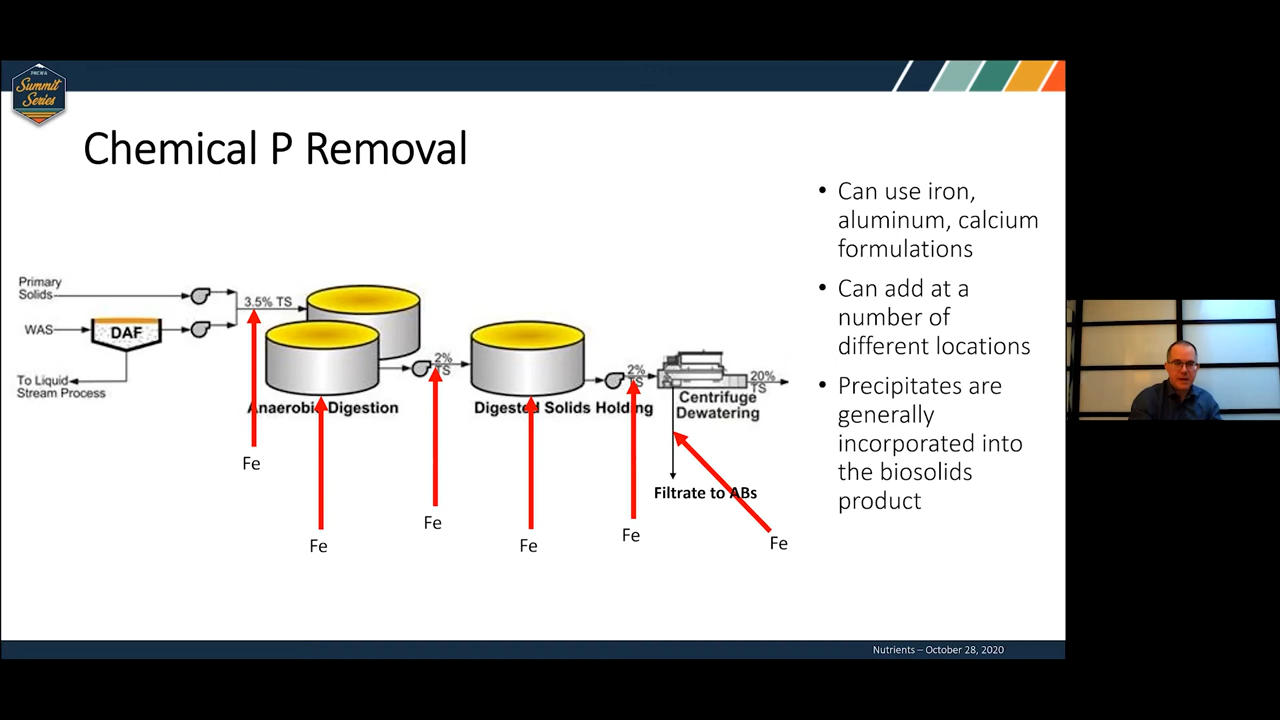 Summit
Series
Chemical P Removal
Primary
Solids
3.5% TS
WAS
DAF
To Liquid
Stream Process
Anaerobic Digestion
2%
TS
Digested Solids Holding
2%
TS
Centrifuge
Dewatering
20%
TS
Filtrate to ABs
Fe
Fe
Fe
Fe
Fe
Fe
• Can use iron,
aluminum, calcium
formulations
• Can add at a
number of
different locations
• Precipitates are
generally
incorporated into
the biosolids
product
Nutrients – October 28, 2020